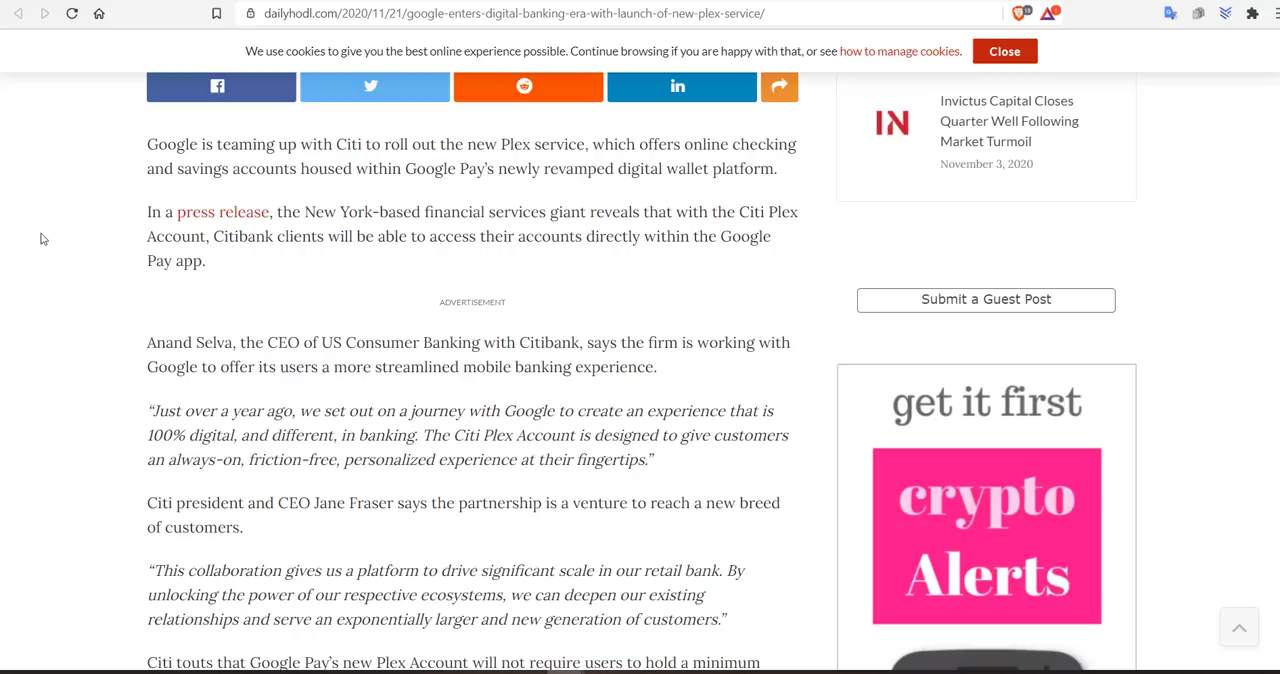 dailyhodl.com/2020/11/21/google-enters-digital-banking-era-with-launch-of-new-plex-service/
18
1
We use cookies to give you the best online experience possible. Continue browsing if you are happy with that, or see how to manage cookies.
Close
Google is teaming up with Citi to roll out the new Plex service, which offers online checking
and savings accounts housed within Google Pay’s newly revamped digital wallet platform.
In a press release, the New York-based financial services giant reveals that with the Citi Plex
Account, Citibank clients will be able to access their accounts directly within the Google
Pay app.
ADVERTISEMENT
Anand Selva, the CEO of US Consumer Banking with Citibank, says the firm is working with
Google to offer its users a more streamlined mobile banking experience.
“Just over a year ago, we set out on a journey with Google to create an experience that is
100% digital, and different, in banking. The Citi Plex Account is designed to give customers
an always-on, friction-free, personalized experience at their fingertips.”
Citi president and CEO Jane Fraser says the partnership is a venture to reach a new breed
of customers.
“This collaboration gives us a platform to drive significant scale in our retail bank. By
unlocking the power of our respective ecosystems, we can deepen our existing
relationships and serve an exponentially larger and new generation of customers.”
Citi touts that Google Pay’s new Plex Account will not require users to hold a minimum
IN
Invictus Capital Closes
Quarter Well Following
Market Turmoil
November 3, 2020
Submit a Guest Post
get it first
crypto
Alerts